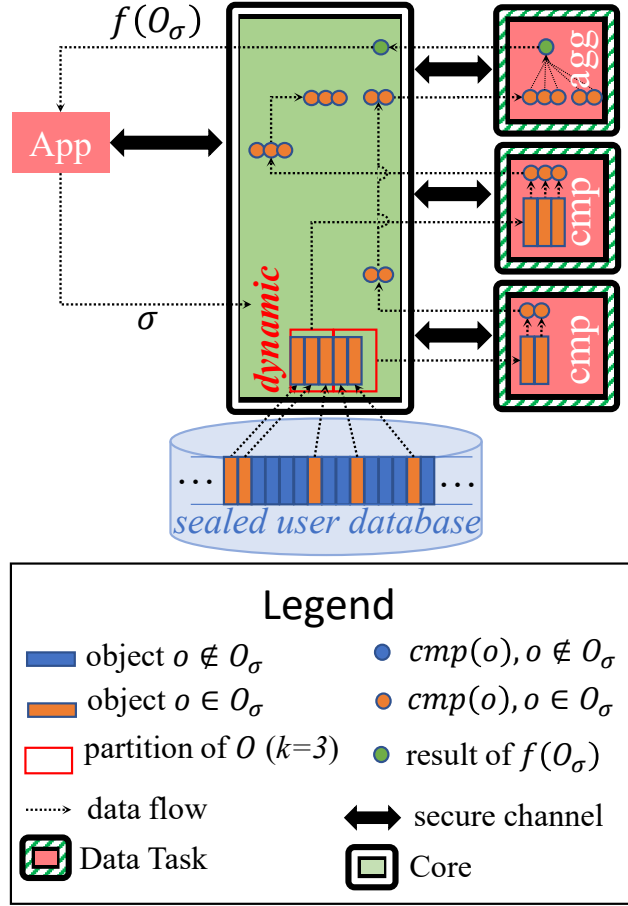 f(O_σ)
agg
App
cmp
σ
dynamic
cmp
··· ···
sealed user database
Legend
object o ∉ O_σ
cmp(o), o ∉ O_σ
object o ∈ O_σ
cmp(o), o ∈ O_σ
partition of O (k=3)
result of f(O_σ)
data flow
secure channel
Data Task
Core